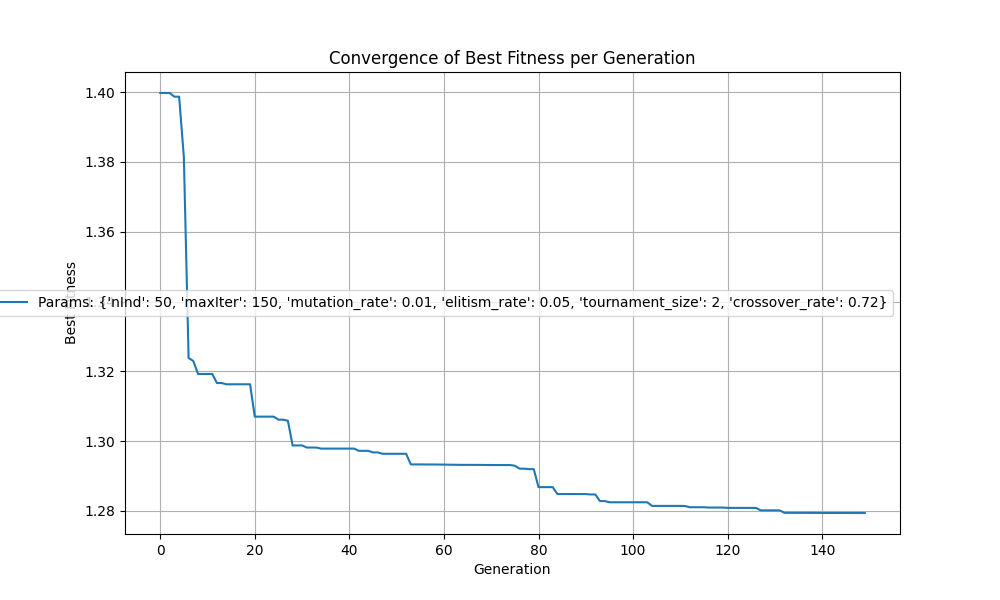 Convergence of Best Fitness per Generation
1.40
1.38
1.36
Best Fitness
Params: {'nInd': 50, 'maxIter': 150, 'mutation_rate': 0.01, 'elitism_rate': 0.05, 'tournament_size': 2, 'crossover_rate': 0.72}
1.32
1.30
1.28
0 20 40 60 80 100 120 140
Generation